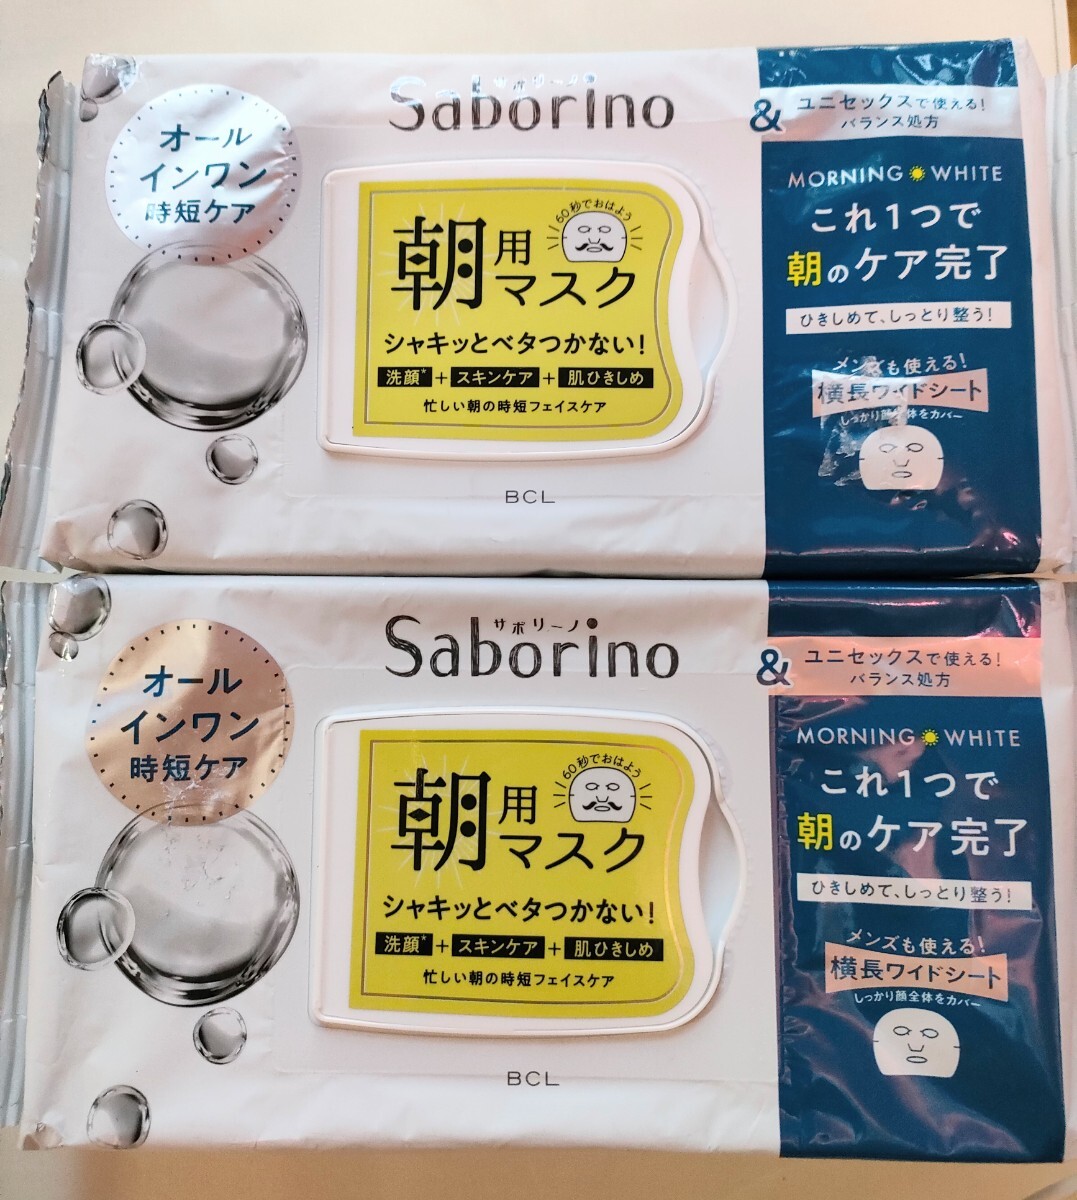 オール
インワン
時短ケア
サボリーノ
Saborino
60秒でおはよう
朝用マスク
シャキッとベタつかない!
洗顔*+スキンケア+肌ひきしめ
忙しい朝の時短フェイスケア
BCL
& ユニセックスで使える!
バランス処方
MORNING WHITE
これ1つで
朝のケア完了
ひきしめて、しっとり整う!
メンズも使える!
横長ワイドシート
しっかり顔全体をカバー
オール
インワン
時短ケア
サボリーノ
Saborino
60秒でおはよう
朝用マスク
シャキッとベタつかない!
洗顔*+スキンケア+肌ひきしめ
忙しい朝の時短フェイスケア
BCL
& ユニセックスで使える!
バランス処方
MORNING WHITE
これ1つで
朝のケア完了
ひきしめて、しっとり整う!
メンズも使える!
横長ワイドシート
しっかり顔全体をカバー